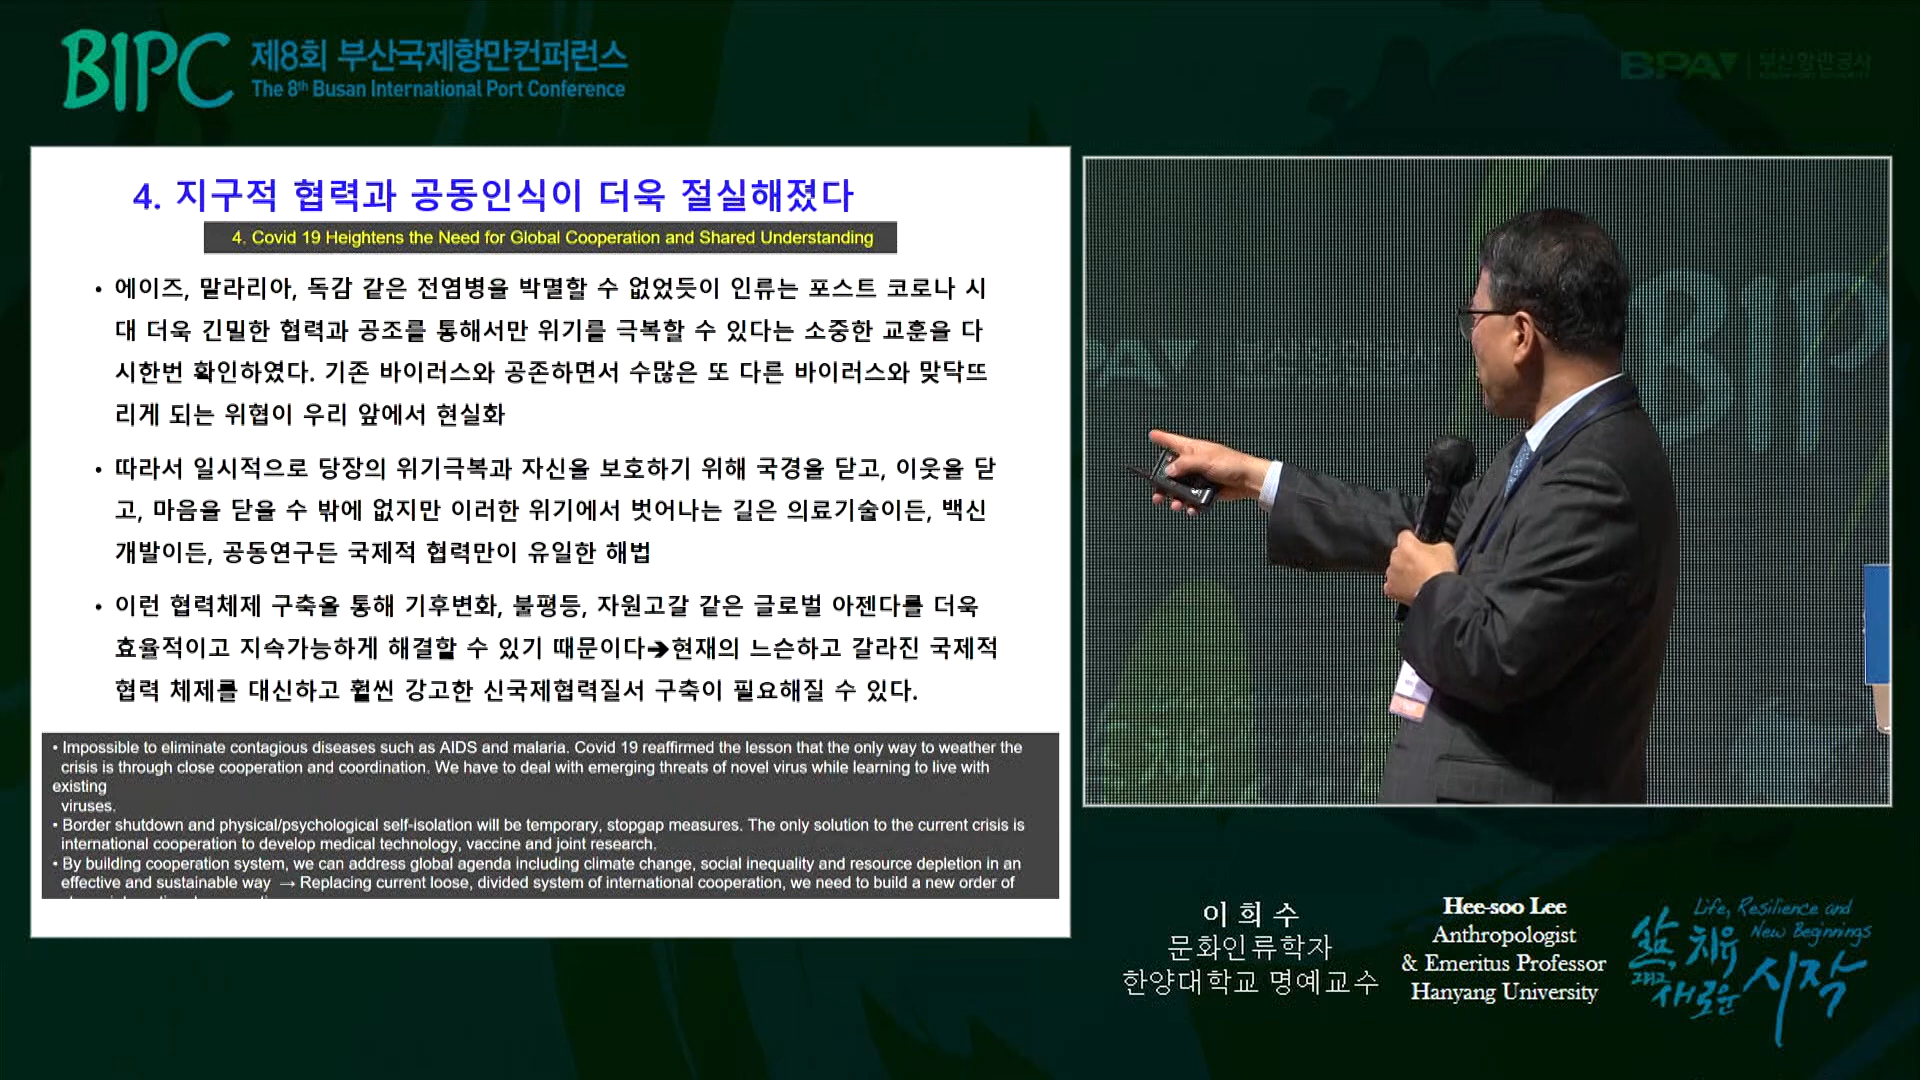 BIPC
제8회 부산국제항만컨퍼런스
The 8th Busan International Port Conference
BPA
부산항만공사
4. 지구적 협력과 공동인식이 더욱 절실해졌다
4. Covid 19 Heightens the Need for Global Cooperation and Shared Understanding
• 에이즈, 말라리아, 독감 같은 전염병을 박멸할 수 없었듯이 인류는 포스트 코로나 시
대 더욱 긴밀한 협력과 공조를 통해서만 위기를 극복할 수 있다는 소중한 교훈을 다
시한번 확인하였다. 기존 바이러스와 공존하면서 수많은 또 다른 바이러스와 맞닥뜨
리게 되는 위협이 우리 앞에서 현실화
• 따라서 일시적으로 당장의 위기극복과 자신을 보호하기 위해 국경을 닫고, 이웃을 닫
고, 마음을 닫을 수 밖에 없지만 이러한 위기에서 벗어나는 길은 의료기술이든, 백신
개발이든, 공동연구든 국제적 협력만이 유일한 해법
• 이런 협력체제 구축을 통해 기후변화, 불평등, 자원고갈 같은 글로벌 아젠다를 더욱
효율적이고 지속가능하게 해결할 수 있기 때문이다➔현재의 느슨하고 갈라진 국제적
협력 체제를 대신하고 훨씬 강고한 신국제협력질서 구축이 필요해질 수 있다.
• Impossible to eliminate contagious diseases such as AIDS and malaria. Covid 19 reaffirmed the lesson that the only way to weather the
crisis is through close cooperation and coordination. We have to deal with emerging threats of novel virus while learning to live with
existing
viruses.
• Border shutdown and physical/psychological self-isolation will be temporary, stopgap measures. The only solution to the current crisis is
international cooperation to develop medical technology, vaccine and joint research.
• By building cooperation system, we can address global agenda including climate change, social inequality and resource depletion in an
effective and sustainable way → Replacing current loose, divided system of international cooperation, we need to build a new order of
PAV
BIP
이 희 수
문화인류학자
한양대학교 명예교수
Hee-soo Lee
Anthropologist
& Emeritus Professor
Hanyang University
Life, Resilience and
New Beginnings
삶, 치유
그리고
새로운 시작